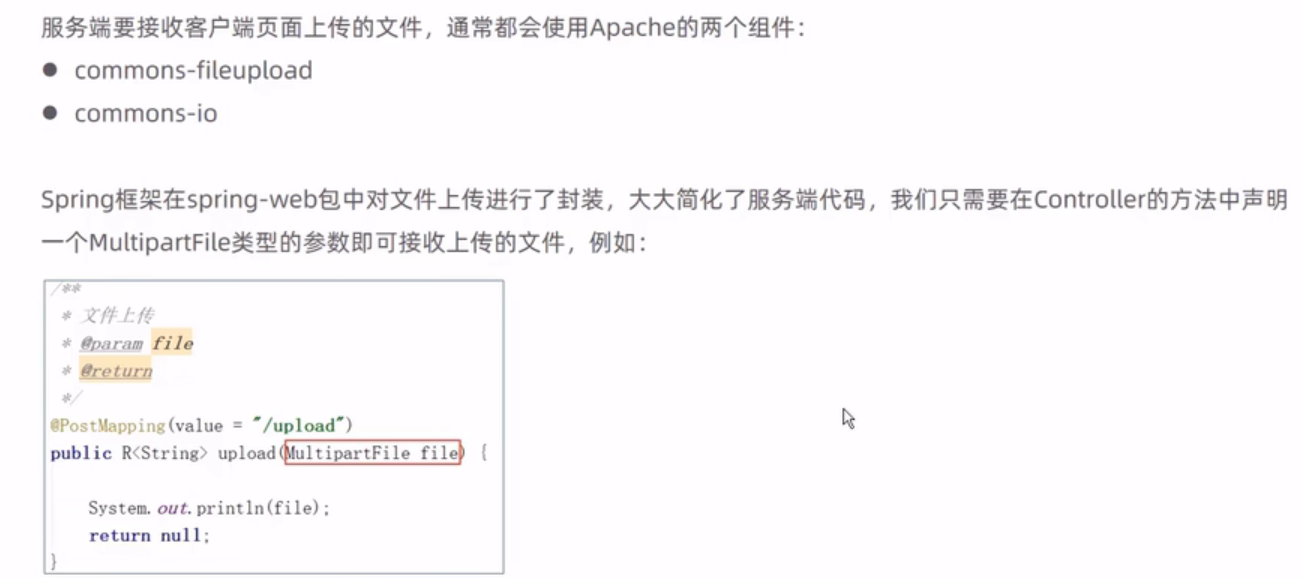 服务端要接收客户端页面上传的文件，通常都会使用Apache的两个组件：
● commons-fileupload
● commons-io
Spring框架在spring-web包中对文件上传进行了封装，大大简化了服务端代码，我们只需要在Controller的方法中声明
一个MultipartFile类型的参数即可接收上传的文件，例如：
/**
* 文件上传
* @param file
* @return
*/
@PostMapping(value = "/upload")
public R<String> upload(MultipartFile file) {
System.out.println(file);
return null;
}